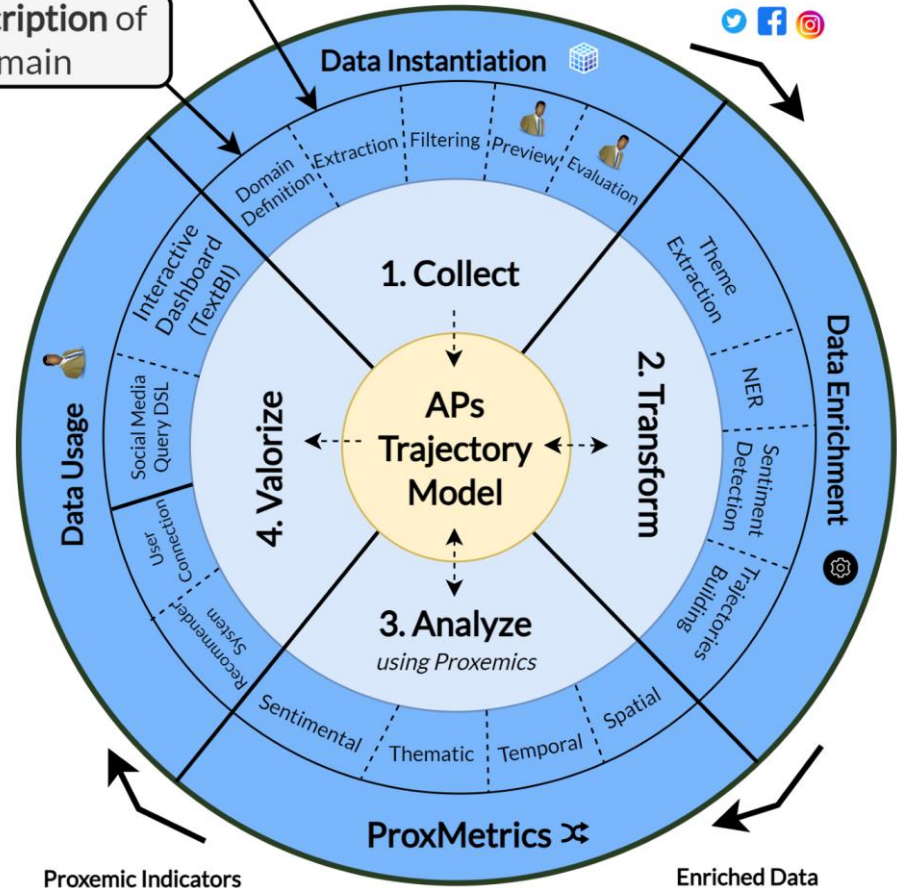 cription of
main
Data Instantiation
Domain
Definition
Extraction
Filtering
Preview
Evaluation
1. Collect
Theme
Extraction
NER
Sentiment
Detection
Trajectories
Building
Data Enrichment
2. Transform
APs
Trajectory
Model
3. Analyze
using Proxemics
Sentimental
Thematic
Temporal
Spatial
ProxMetrics
4. Valorize
Interactive
Dashboard
(TextBI)
Social Media
Query DSL
User
Connection
Recommender
System
Data Usage
Proxemic Indicators
Enriched Data